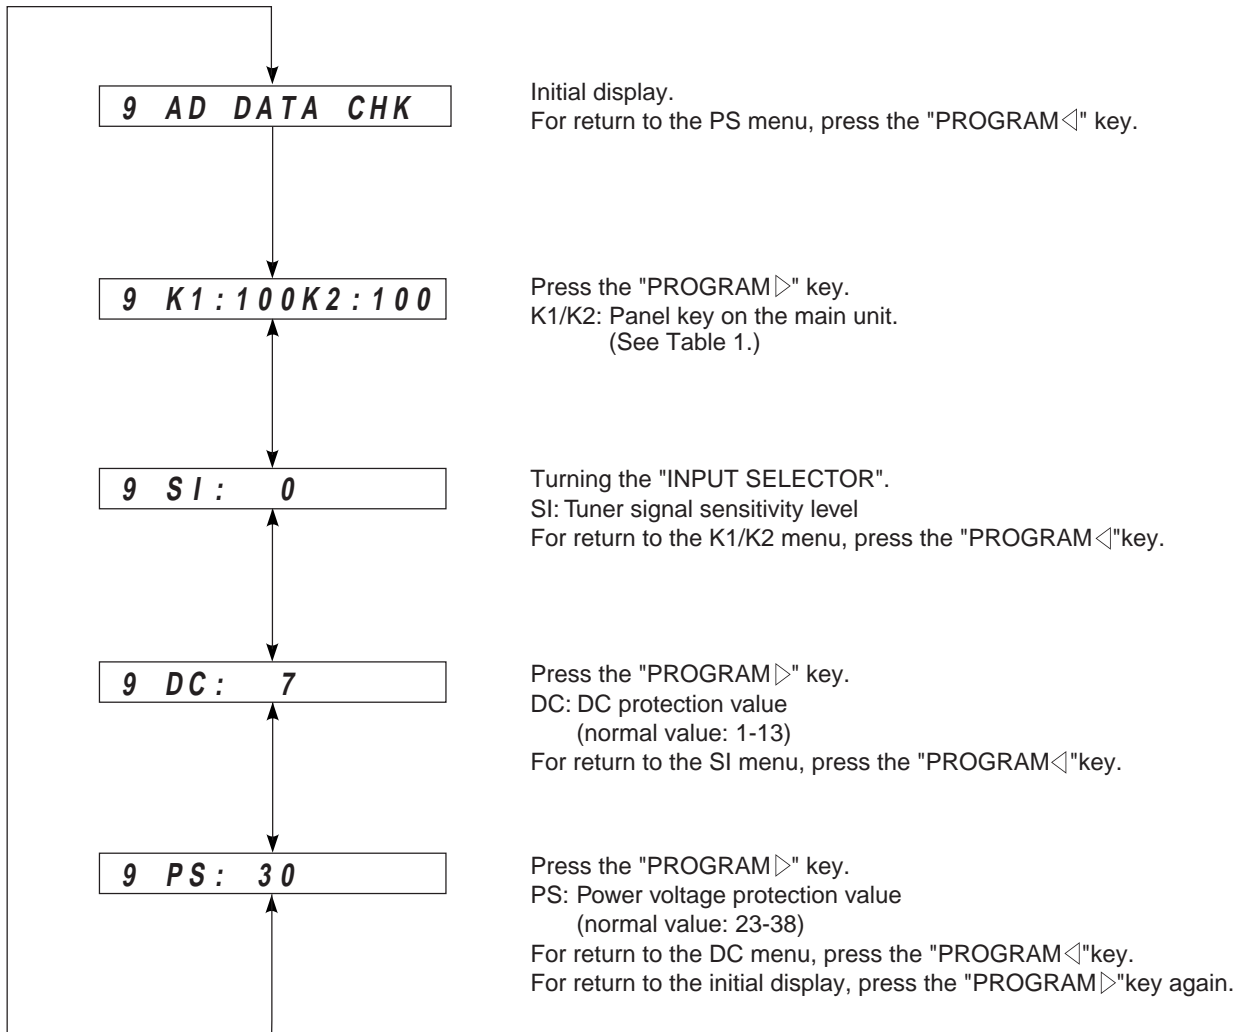 9 AD DATA CHK
Initial display.
For return to the PS menu, press the "PROGRAM◁" key.
9 K1:100K2:100
Press the "PROGRAM▷" key.
K1/K2: Panel key on the main unit.
(See Table 1.)
9 SI: 0
Turning the "INPUT SELECTOR".
SI: Tuner signal sensitivity level
For return to the K1/K2 menu, press the "PROGRAM◁"key.
9 DC: 7
Press the "PROGRAM▷" key.
DC: DC protection value
(normal value: 1-13)
For return to the SI menu, press the "PROGRAM◁"key.
9 PS: 30
Press the "PROGRAM▷" key.
PS: Power voltage protection value
(normal value: 23-38)
For return to the DC menu, press the "PROGRAM◁"key.
For return to the initial display, press the "PROGRAM▷"key again.